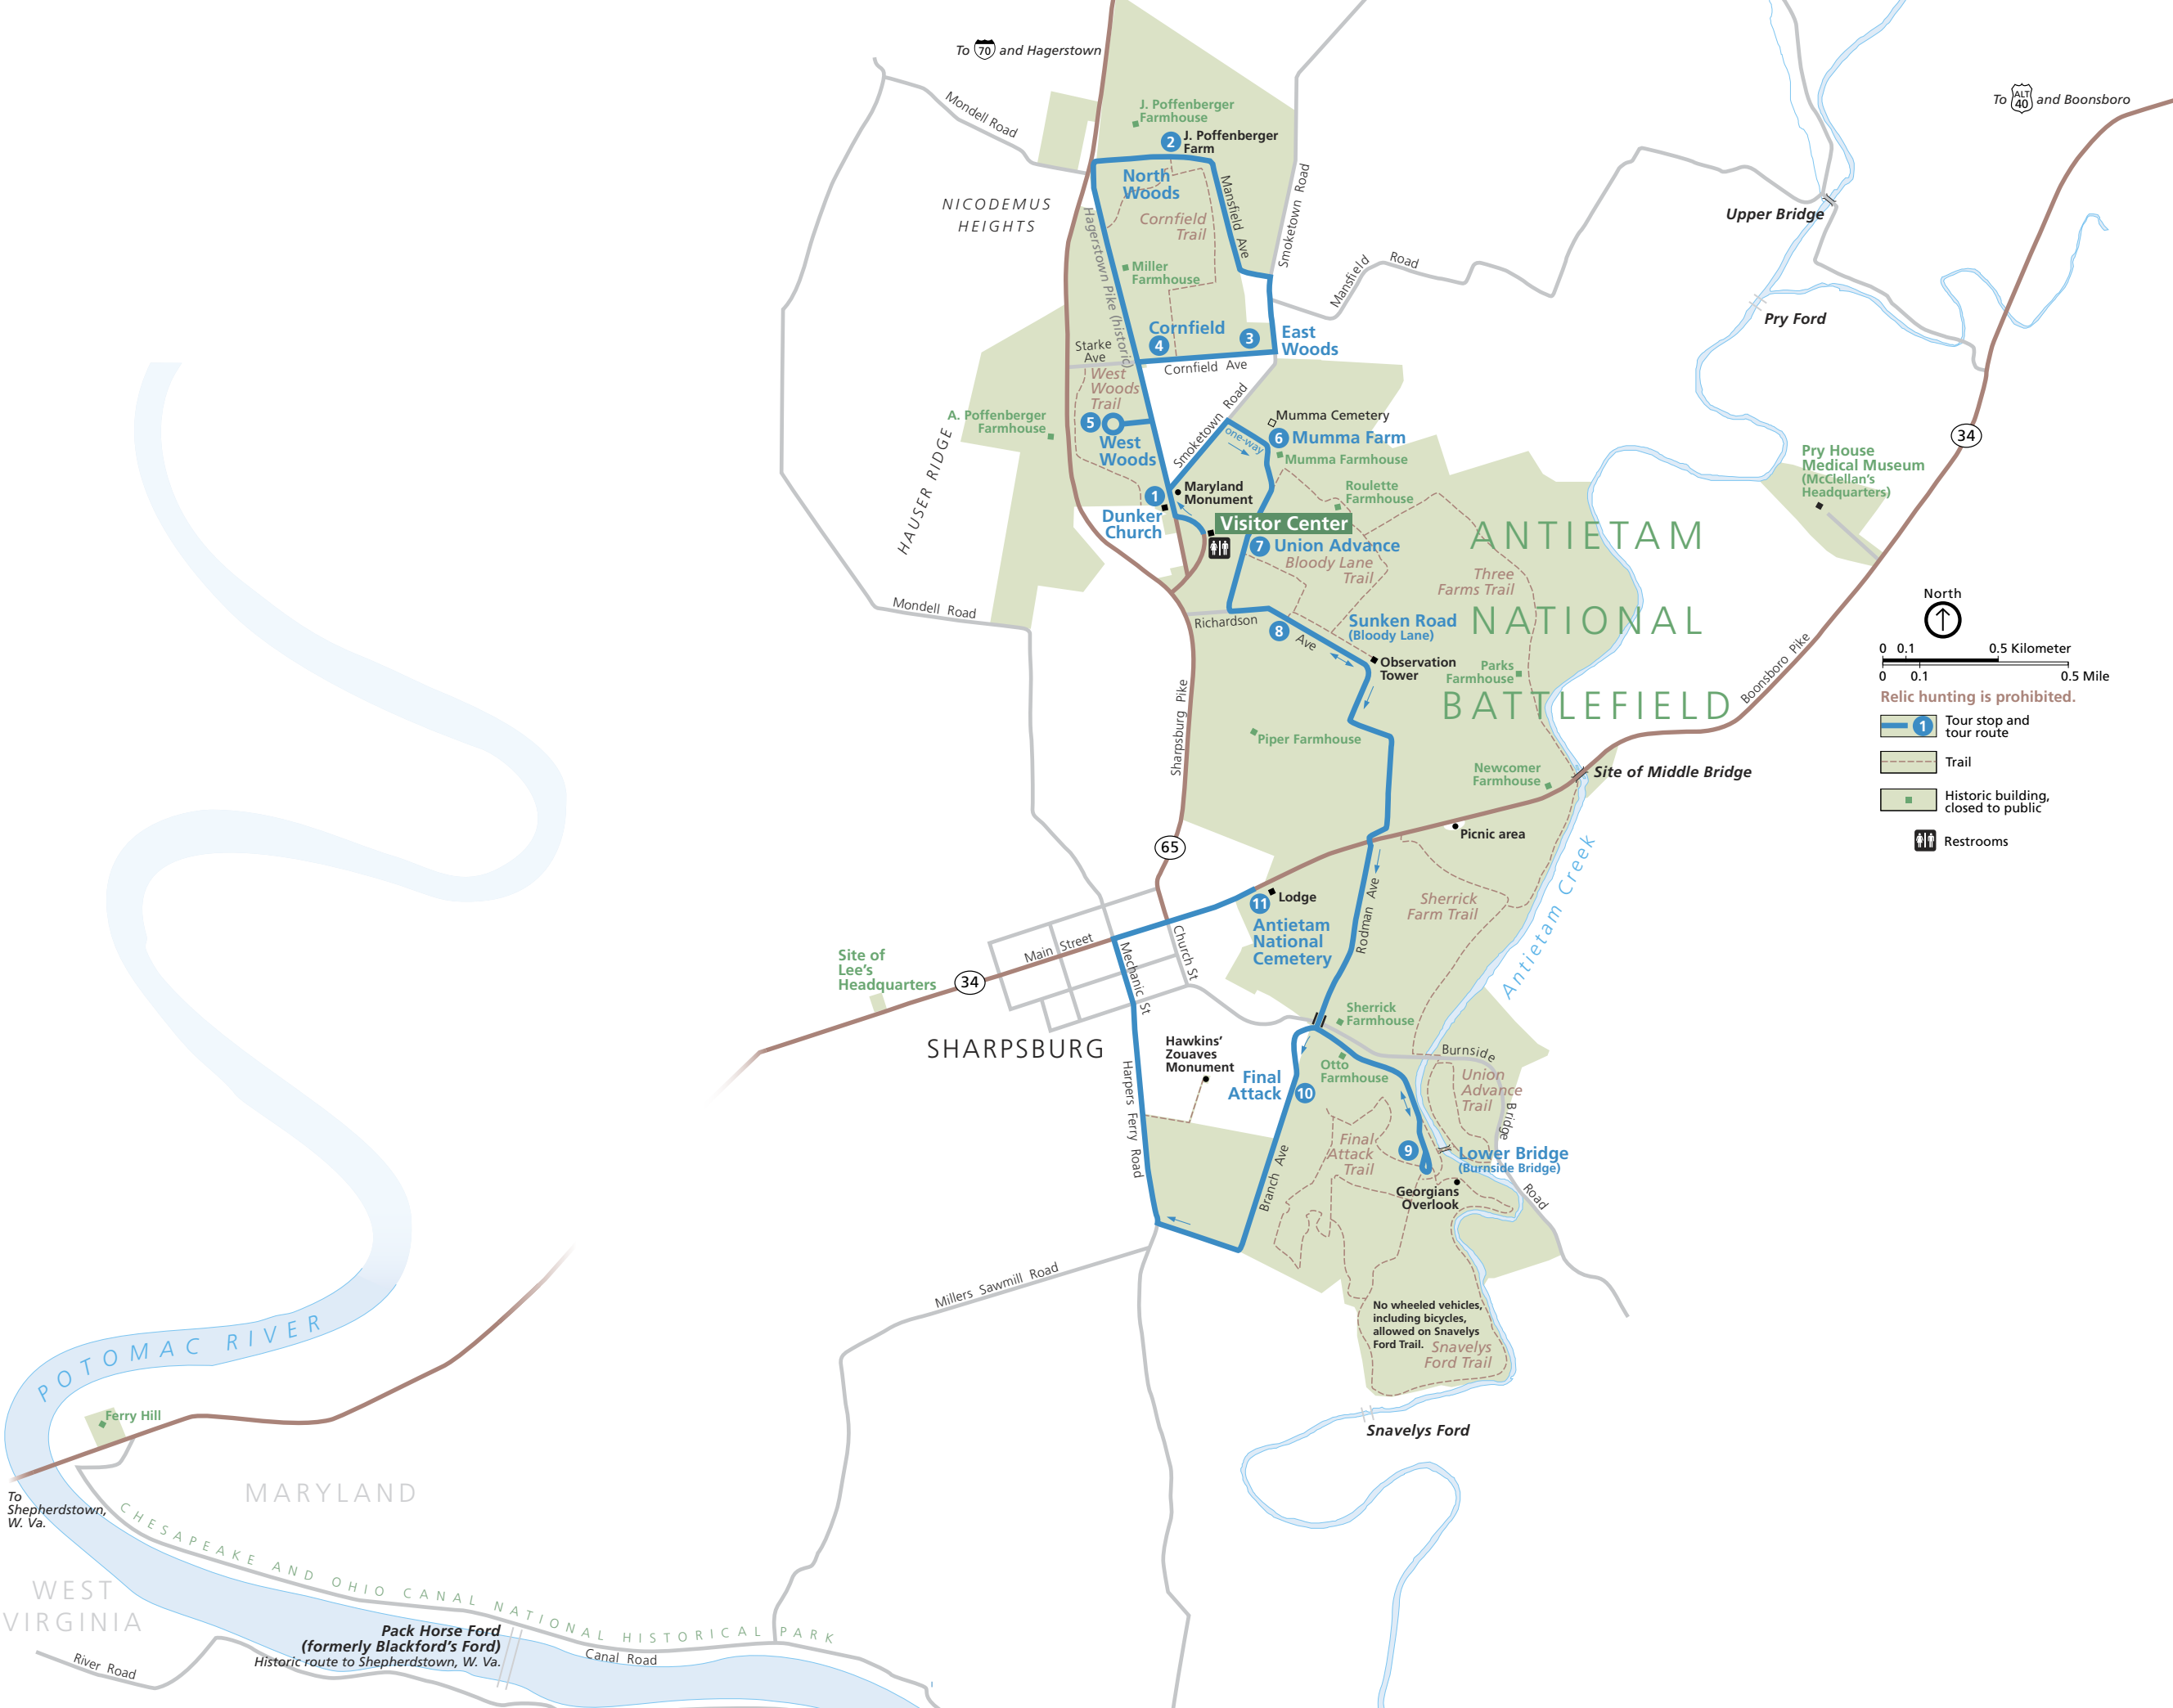 To 70 and Hagerstown
To ALT 40 and Boonsboro
Mondell Road
J. Poffenberger
Farmhouse
2
J. Poffenberger
Farm
North
Woods
Mansfield Ave
Smoketown Road
NICODEMUS
HEIGHTS
Cornfield
Trail
Hagerstown Pike (historic)
Miller
Farmhouse
Mansfield Road
Upper Bridge
Pry Ford
Cornfield
4
3
East
Woods
Starke
Ave
Cornfield Ave
West
Woods
Trail
A. Poffenberger
Farmhouse
5
West
Woods
Smoketown Road
one-way
Mumma Cemetery
6
Mumma Farm
Mumma Farmhouse
34
Pry House
Medical Museum
(McClellan's
Headquarters)
HAUSER RIDGE
1
Maryland
Monument
Dunker
Church
Roulette
Farmhouse
Visitor Center
7
Union Advance
Bloody Lane
Trail
Three
Farms Trail
ANTIETAM
NATIONAL
BATTLEFIELD
Mondell Road
Richardson Ave
8
Sunken Road
(Bloody Lane)
Observation
Tower
Parks
Farmhouse
Boonsboro Pike
North
0 0.1 0.5 Kilometer
0 0.1 0.5 Mile
Relic hunting is prohibited.
1
Tour stop and
tour route
Trail
Historic building,
closed to public
Restrooms
Sharpsburg Pike
Piper Farmhouse
Newcomer
Farmhouse
Site of Middle Bridge
Picnic area
65
Antietam Creek
Lodge
11
Antietam
National
Cemetery
Rodman Ave
Sherrick
Farm Trail
Main Street
Church St
Mechanic St
Site of
Lee's
Headquarters
34
SHARPSBURG
Sherrick
Farmhouse
Hawkins'
Zouaves
Monument
Otto
Farmhouse
Burnside Bridge Road
Final
Attack
10
Union
Advance
Trail
Harpers Ferry Road
Branch Ave
Final
Attack
Trail
9
Lower Bridge
(Burnside Bridge)
Georgians
Overlook
Millers Sawmill Road
No wheeled vehicles,
including bicycles,
allowed on Snavelys
Ford Trail.
Snavelys
Ford Trail
Snavelys Ford
POTOMAC RIVER
Ferry Hill
MARYLAND
To
Shepherdstown,
W. Va.
CHESAPEAKE AND OHIO CANAL NATIONAL HISTORICAL PARK
WEST
VIRGINIA
Pack Horse Ford
(formerly Blackford's Ford)
Historic route to Shepherdstown, W. Va.
River Road
Canal Road